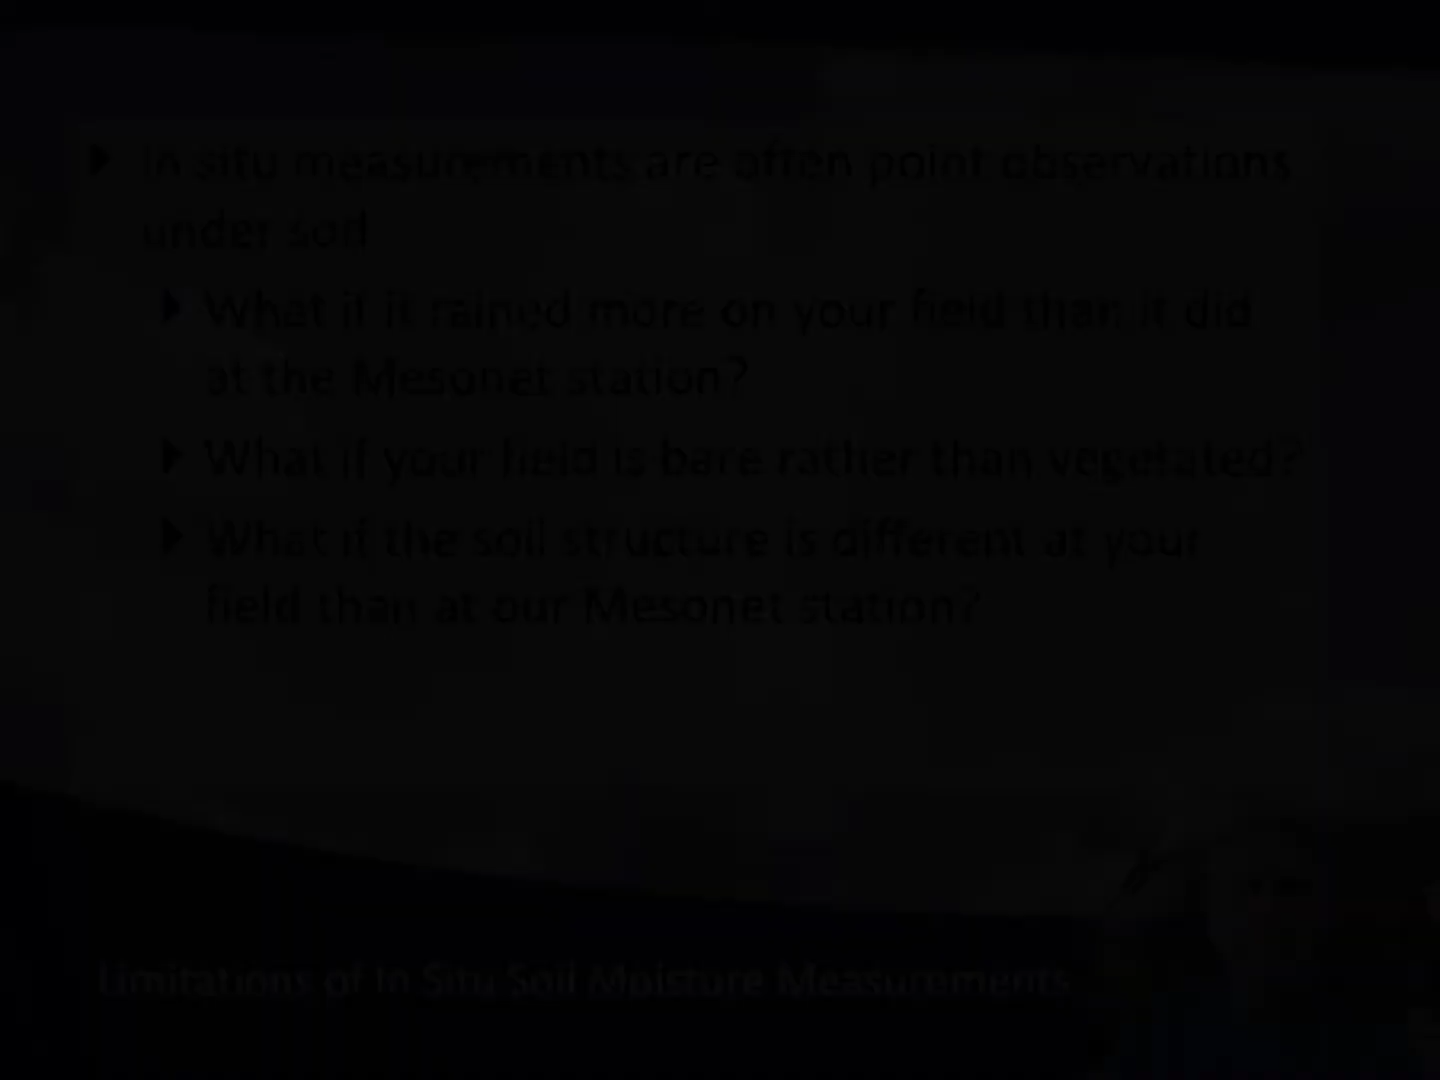 In situ measurements are often point observations
under soil
What if it rained more on your field than it did
at the Mesonet station?
What if your field is bare rather than vegetated?
What if the soil structure is different at your
field than at our Mesonet station?
Limitations of In Situ Soil Moisture Measurements